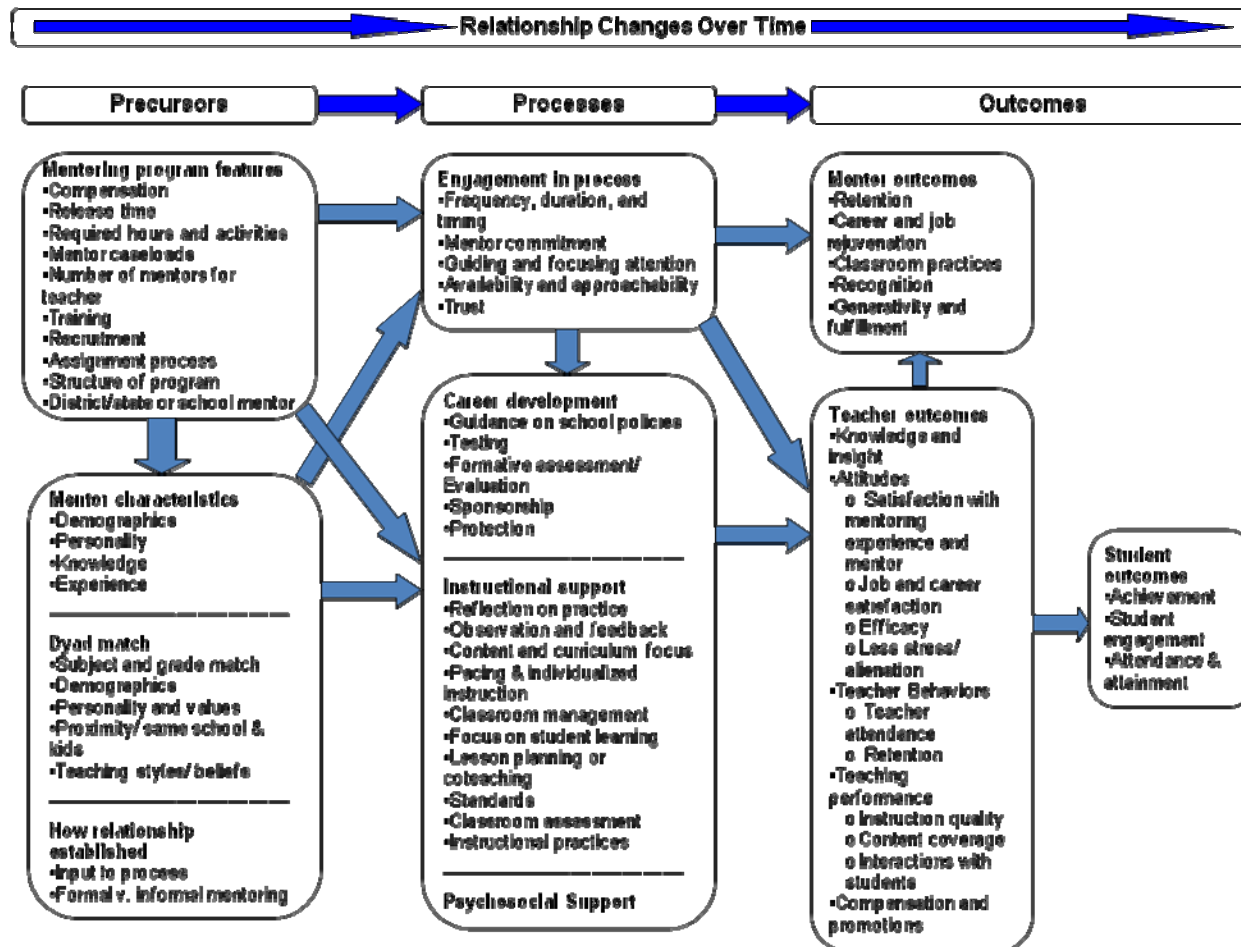 Relationship Changes Over Time
Precursors
Processes
Outcomes
Mentoring program features
•Compensation
•Release time
•Required hours and activities
•Mentor caseloads
•Number of mentors for
teacher
•Training
•Recruitment
•Assignment process
•Structure of program
•District/state or school mentor
Mentor characteristics
•Demographics
•Personality
•Knowledge
•Experience
Dyad match
•Subject and grade match
•Demographics
•Personality and values
•Proximity/ same school &
kids
•Teaching styles/ beliefs
How relationship
established
•Input to process
•Formal v. informal mentoring
Engagement in process
•Frequency, duration, and
timing
•Mentor commitment
•Guiding and focusing attention
•Availability and approachability
•Trust
Career development
•Guidance on school policies
•Testing
•Formative assessment/
Evaluation
•Sponsorship
•Protection
Instructional support
•Reflection on practice
•Observation and feedback
•Content and curriculum focus
•Pacing & individualized
instruction
•Classroom management
•Focus on student learning
•Lesson planning or
coteaching
•Standards
•Classroom assessment
•Instructional practices
Psychosocial Support
Mentor outcomes
•Retention
•Career and job
rejuvenation
•Classroom practices
•Recognition
•Generativity and
fulfillment
Teacher outcomes
•Knowledge and
insight
•Attitudes
o Satisfaction with
mentoring
experience and
mentor
o Job and career
satisfaction
o Efficacy
o Less stress/
alienation
•Teacher Behaviors
o Teacher
attendance
o Retention
•Teaching
performance
o Instruction quality
o Content coverage
o Interactions with
students
•Compensation and
promotions
Student
outcomes
•Achievement
•Student
engagement
•Attendance &
attainment